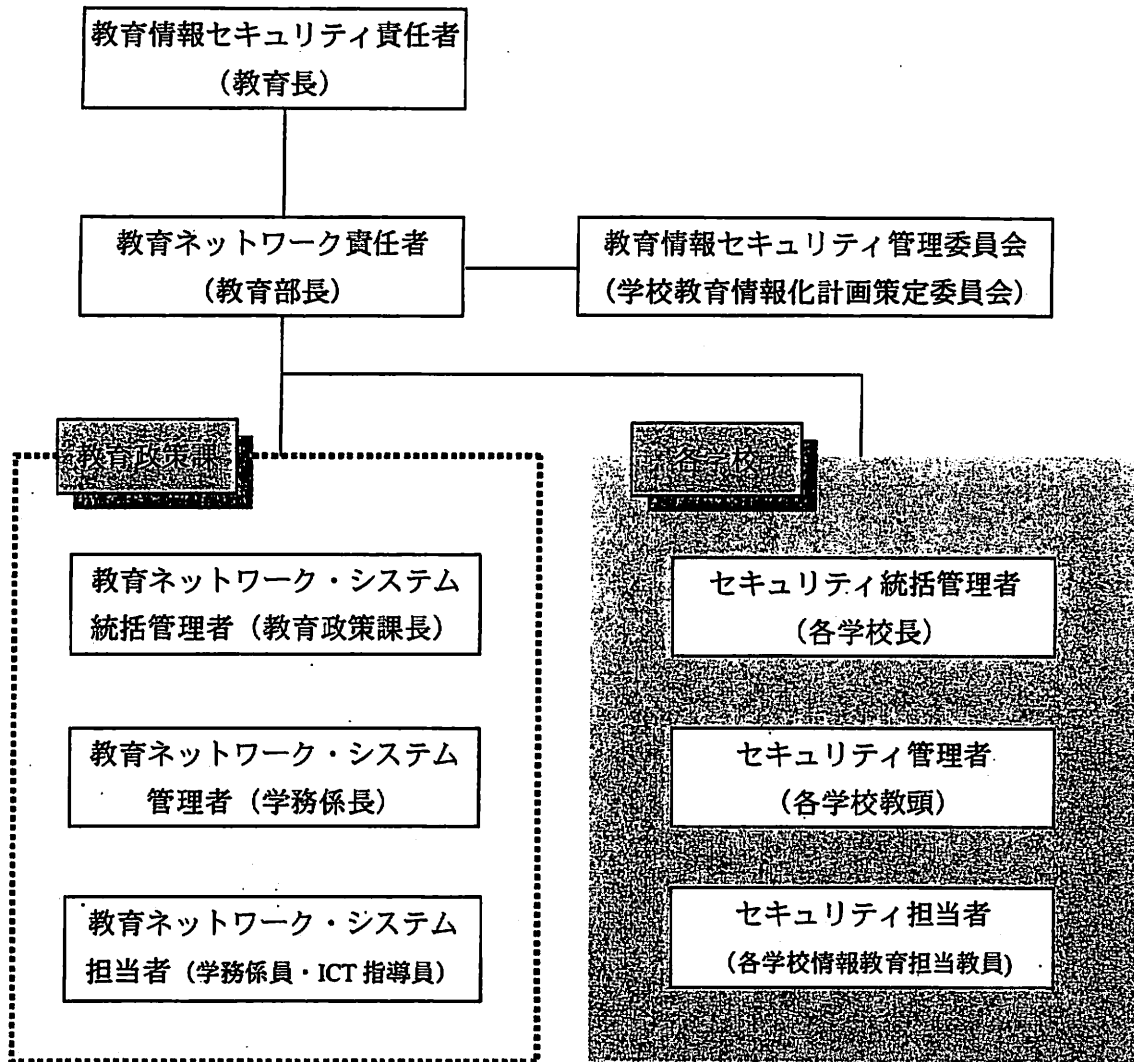 教育情報セキュリティ責任者
（教育長）
教育ネットワーク責任者
（教育部長）
教育情報セキュリティ管理委員会
（学校教育情報化計画策定委員会）
教育政策課
各学校
教育ネットワーク・システム
統括管理者（教育政策課長）
教育ネットワーク・システム
管理者（学務係長）
教育ネットワーク・システム
担当者（学務係員・ICT 指導員）
セキュリティ統括管理者
（各学校長）
セキュリティ管理者
（各学校教頭）
セキュリティ担当者
（各学校情報教育担当教員)